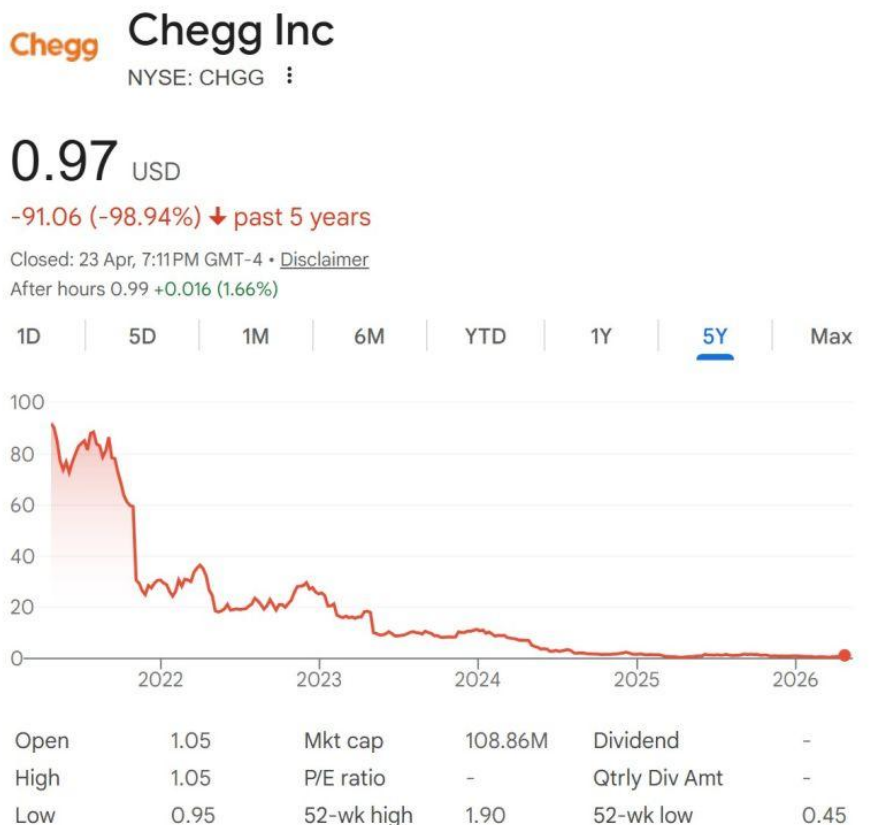 Chegg
Chegg Inc
NYSE: CHGG
0.97 USD
-91.06 (-98.94%) ↓ past 5 years
Closed: 23 Apr, 7:11 PM GMT-4 • Disclaimer
After hours 0.99 +0.016 (1.66%)
1D 5D 1M 6M YTD 1Y 5Y Max
100
80
60
40
20
0
2022 2023 2024 2025 2026
Open 1.05 Mkt cap 108.86M Dividend -
High 1.05 P/E ratio - Qtrly Div Amt -
Low 0.95 52-wk high 1.90 52-wk low 0.45